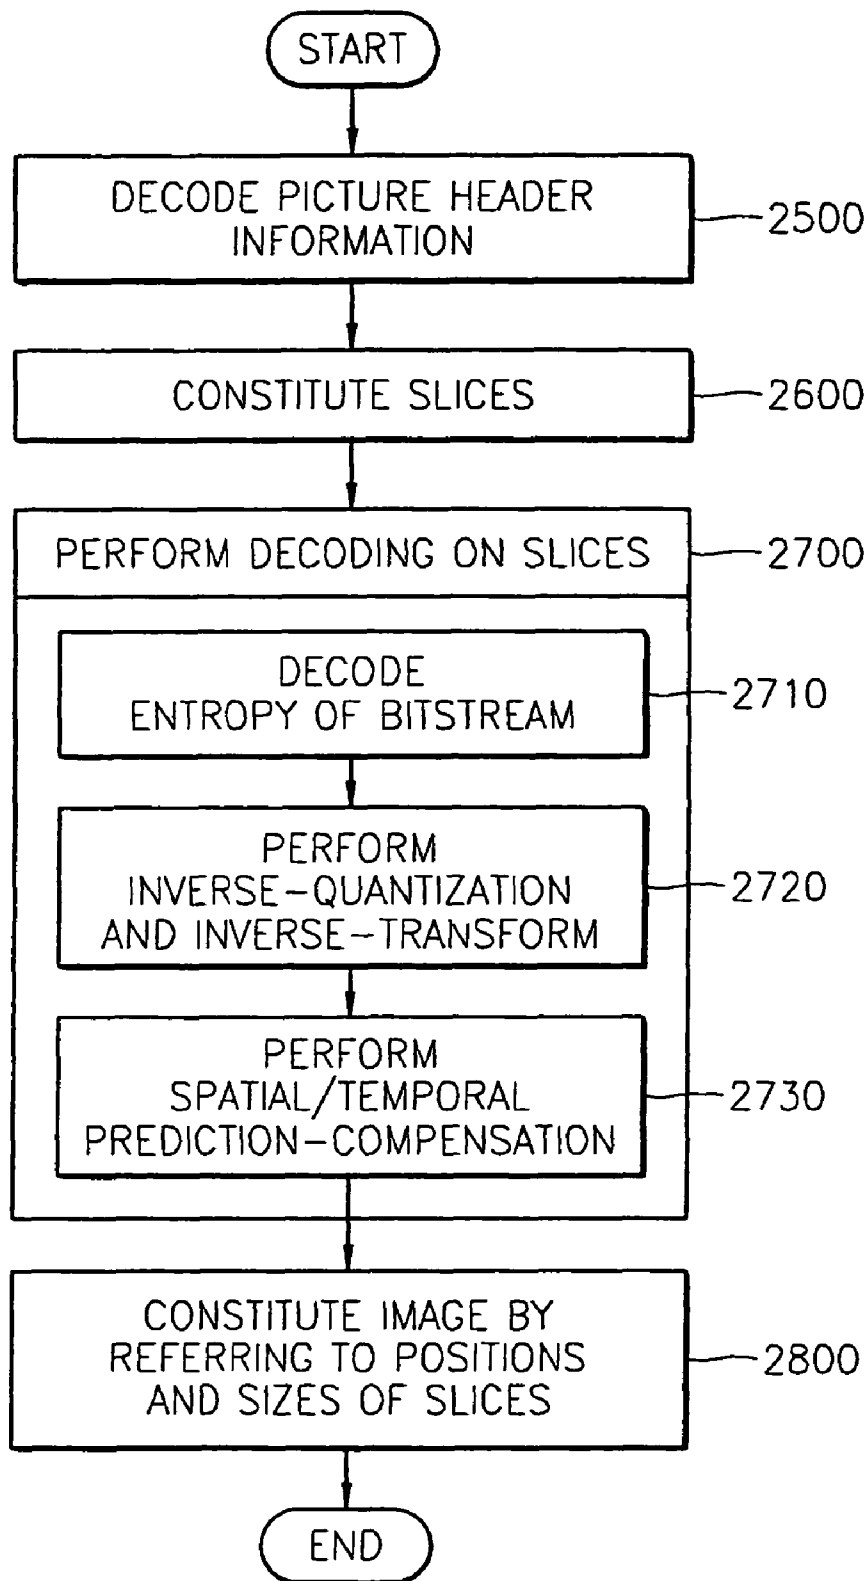 START
DECODE PICTURE HEADER
INFORMATION
2500
CONSTITUTE SLICES
2600
PERFORM DECODING ON SLICES
2700
DECODE
ENTROPY OF BITSTREAM
2710
PERFORM
INVERSE-QUANTIZATION
AND INVERSE-TRANSFORM
2720
PERFORM
SPATIAL/TEMPORAL
PREDICTION-COMPENSATION
2730
CONSTITUTE IMAGE BY
REFERRING TO POSITIONS
AND SIZES OF SLICES
2800
END